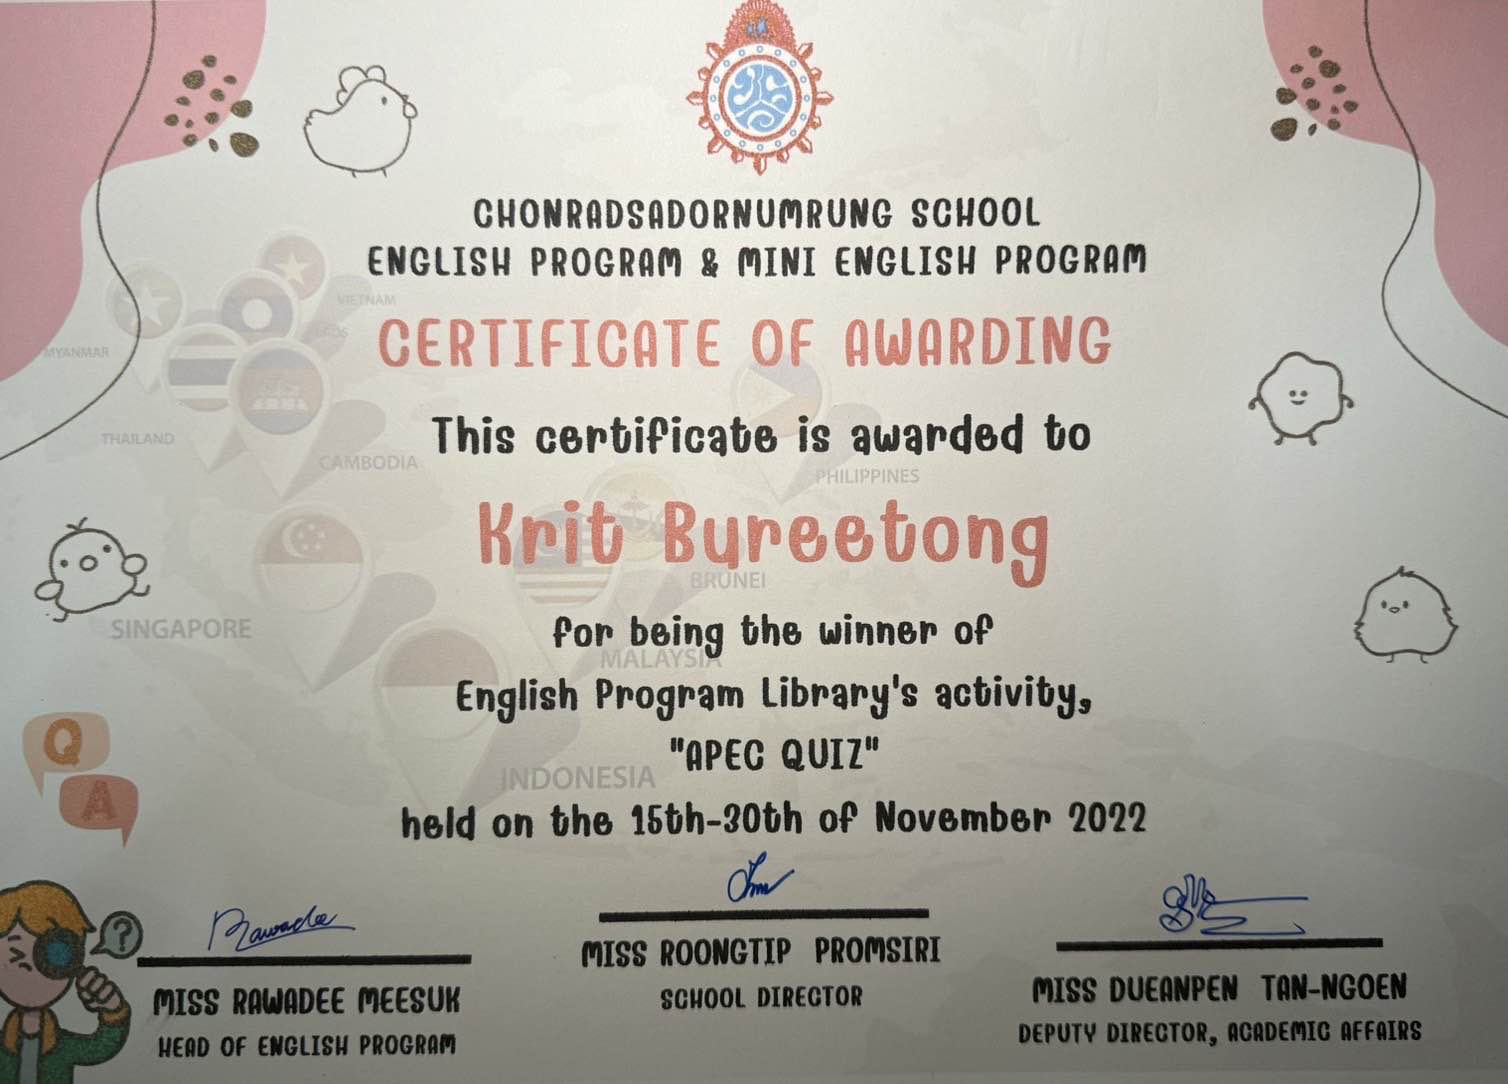 CHONRADSADORNUMRUNG SCHOOL
ENGLISH PROGRAM & MINI ENGLISH PROGRAM
CERTIFICATE OF AWARDING
This certificate is awarded to
Krit Bureetong
for being the winner of
English Program Library's activity,
"APEC QUIZ"
held on the 15th-30th of November 2022
VIETNAM
LAOS
MYANMAR
THAILAND
CAMBODIA
PHILIPPINES
BRUNEI
SINGAPORE
MALAYSIA
INDONESIA
Q
A
?
Rawadee
MISS RAWADEE MEESUK
HEAD OF ENGLISH PROGRAM
MISS ROONGTIP PROMSIRI
SCHOOL DIRECTOR
MISS DUEANPEN TAN-NGOEN
DEPUTY DIRECTOR, ACADEMIC AFFAIRS